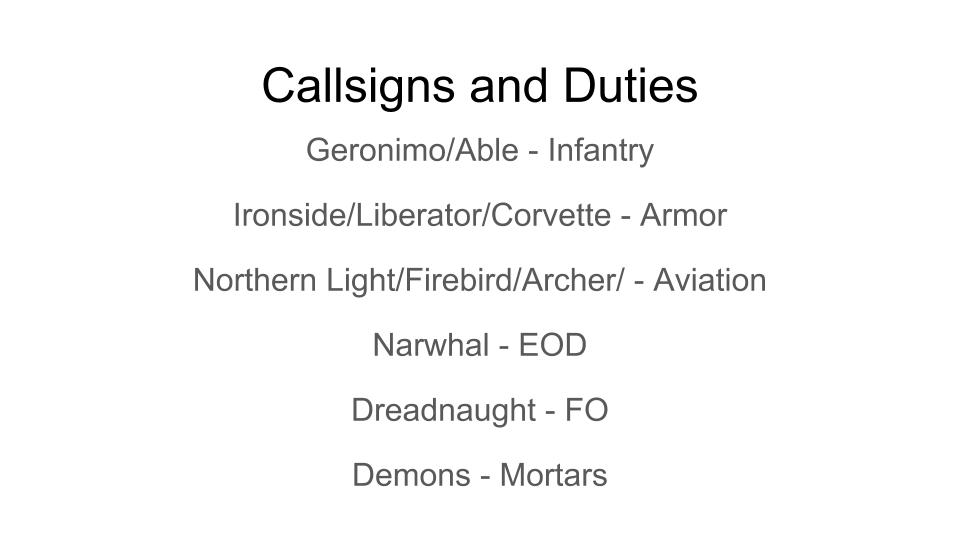 Callsigns and Duties
Geronimo/Able - Infantry
Ironside/Liberator/Corvette - Armor
Northern Light/Firebird/Archer/ - Aviation
Narwhal - EOD
Dreadnaught - FO
Demons - Mortars